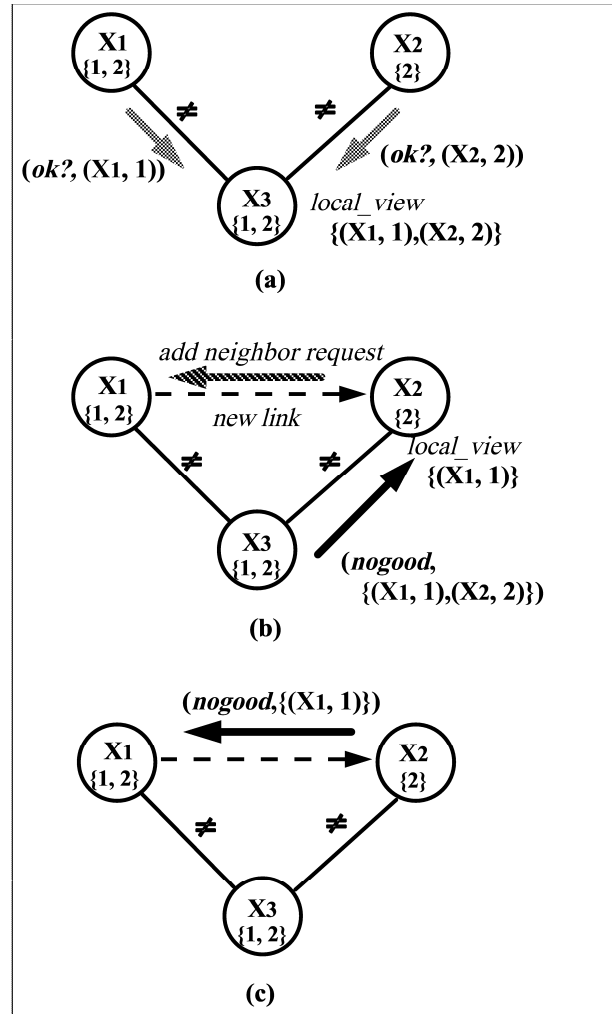 X1
{1, 2}
X2
{2}
≠
≠
(ok?, (X1, 1))
(ok?, (X2, 2))
X3
{1, 2}
local_view
{(X1, 1),(X2, 2)}
(a)
add neighbor request
X1
{1, 2}
X2
{2}
new link
local_view
{(X1, 1)}
≠
≠
X3
{1, 2}
(nogood,
{(X1, 1),(X2, 2)})
(b)
(nogood,{(X1, 1)})
X1
{1, 2}
X2
{2}
≠
≠
X3
{1, 2}
(c)